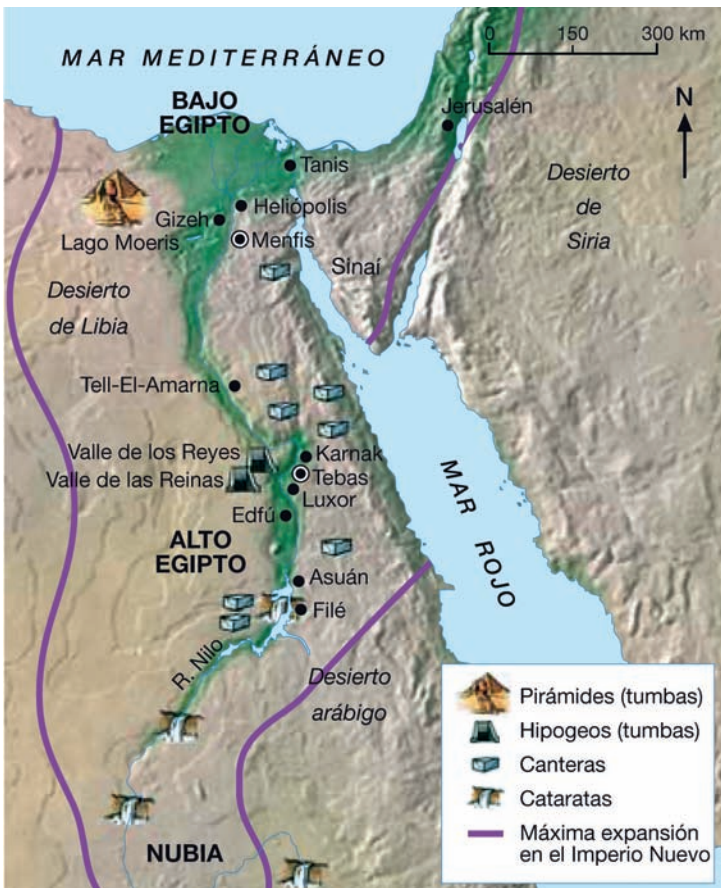 MAR MEDITERRÁNEO
0 150 300 km
BAJO
EGIPTO
Jerusalén
N
Tanis
Desierto
de
Siria
Heliópolis
Gizeh
Lago Moeris
Menfis
Sínaí
Desierto
de Libia
Tell-El-Amarna
Valle de los Reyes
Karnak
Valle de las Reinas
Tebas
Luxor
Edfú
MAR ROJO
ALTO
EGIPTO
Asuán
Filé
R. Nilo
Desierto
arábigo
NUBIA
Pirámides (tumbas)
Hipogeos (tumbas)
Canteras
Cataratas
Máxima expansión
en el Imperio Nuevo